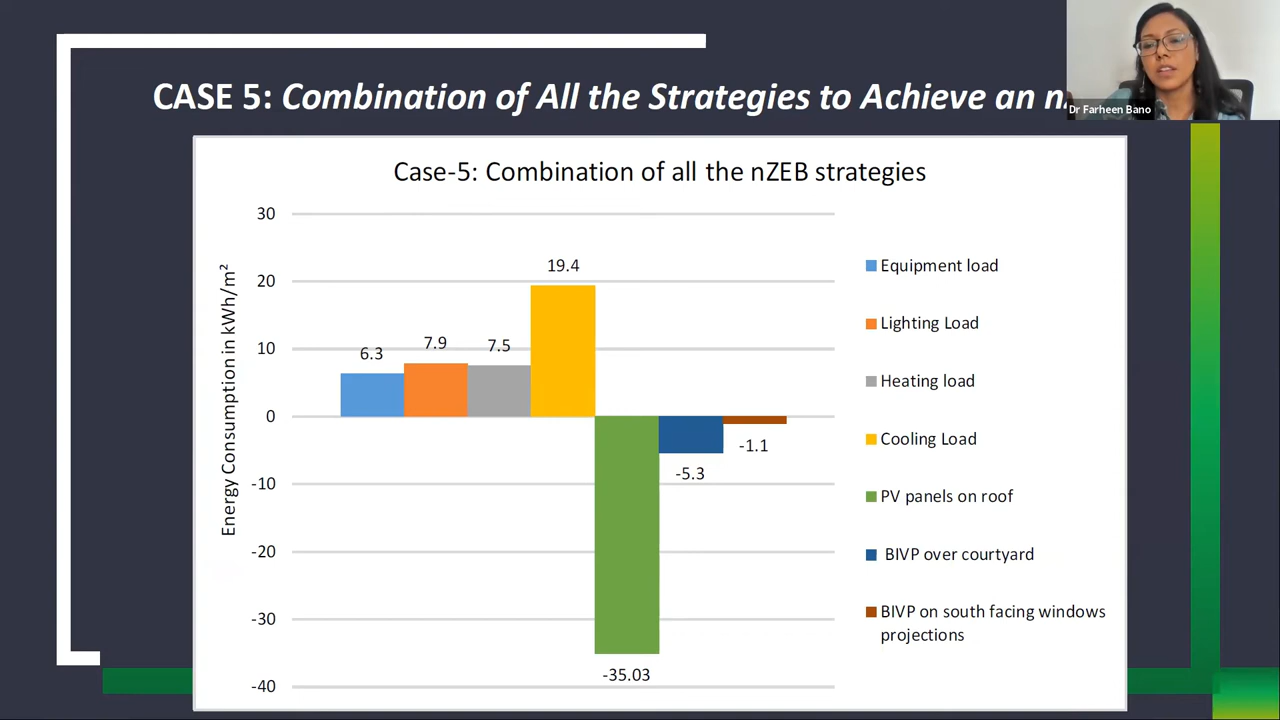 CASE 5: Combination of All the Strategies to Achieve an
Dr Farheen Bano
Case-5: Combination of all the nZEB strategies
Energy Consumption in kWh/m²
30
20
10
0
-10
-20
-30
-40
6.3
7.9
7.5
19.4
-35.03
-5.3
-1.1
Equipment load
Lighting Load
Heating load
Cooling Load
PV panels on roof
BIVP over courtyard
BIVP on south facing windows
projections